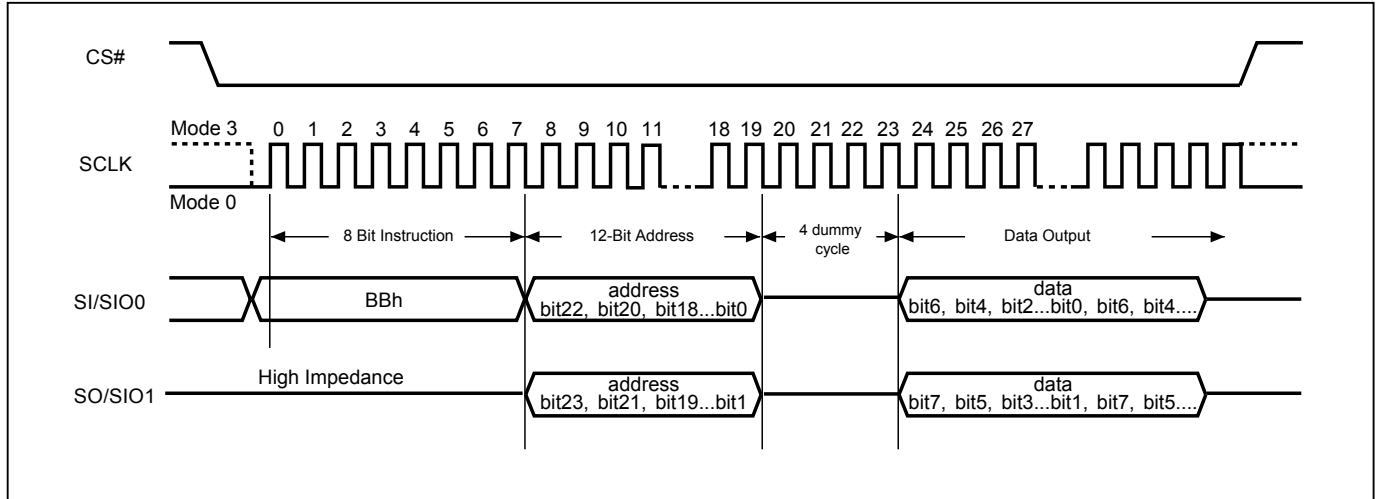 CS#
Mode 3
0 1 2 3 4 5 6 7 8 9 10 11 18 19 20 21 22 23 24 25 26 27
SCLK
Mode 0
8 Bit Instruction
12-Bit Address
4 dummy
cycle
Data Output
SI/SIO0
BBh
address
bit22, bit20, bit18...bit0
data
bit6, bit4, bit2...bit0, bit6, bit4....
High Impedance
SO/SIO1
address
bit23, bit21, bit19...bit1
data
bit7, bit5, bit3...bit1, bit7, bit5....